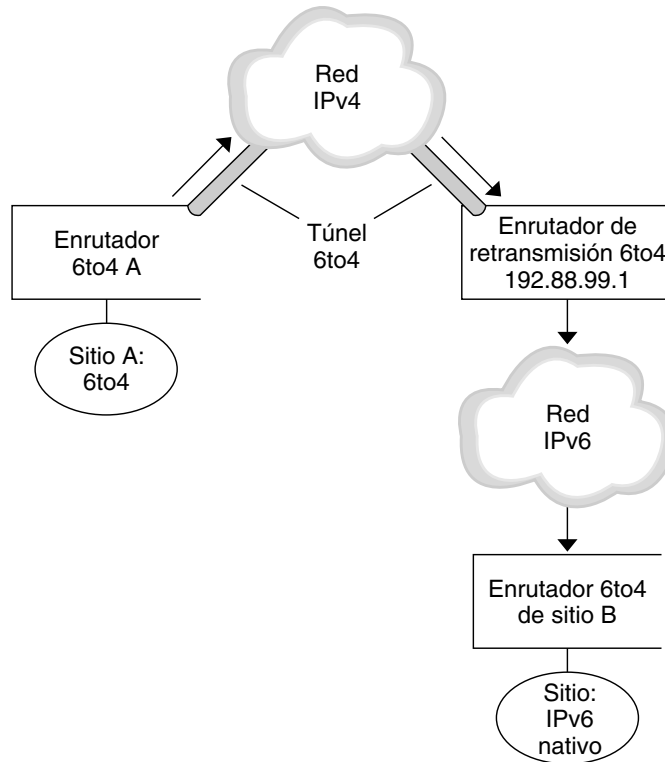 Red
IPv4
Enrutador
6to4 A
Túnel
6to4
Enrutador de
retransmisión 6to4
192.88.99.1
Sitio A:
6to4
Red
IPv6
Enrutador 6to4
de sitio B
Sitio:
IPv6
nativo